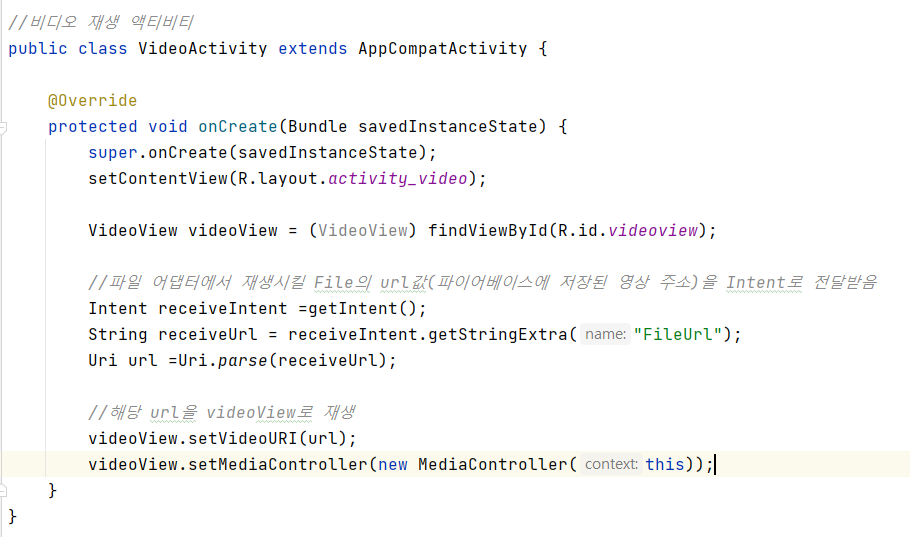 //비디오 재생 액티비티
public class VideoActivity extends AppCompatActivity {
@Override
protected void onCreate(Bundle savedInstanceState) {
super.onCreate(savedInstanceState);
setContentView(R.layout.activity_video);
VideoView videoView = (VideoView) findViewById(R.id.videoview);
//파일 어댑터에서 재생시킬 File의 url값(파이어베이스에 저장된 영상 주소)을 Intent로 전달받음
Intent receiveIntent =getIntent();
String receiveUrl = receiveIntent.getStringExtra( name: "FileUrl");
Uri url =Uri.parse(receiveUrl);
//해당 url을 videoView로 재생
videoView.setVideoURI(url);
videoView.setMediaController(new MediaController( context: this));
}
}